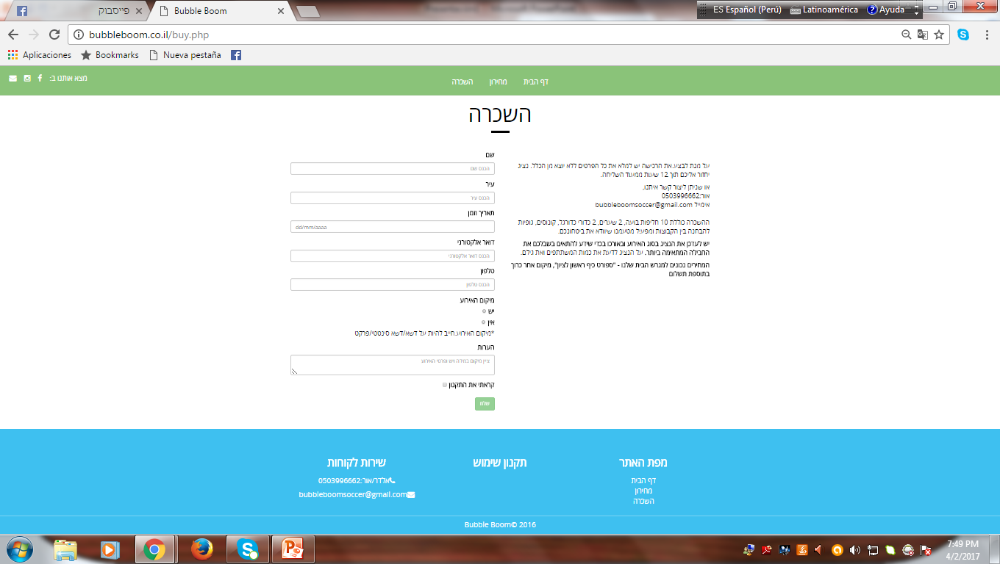 פייסבוק
Bubble Boom
ES Español (Perú)
Latinoamérica
Ayuda
bubbleboom.co.il/buy.php
Aplicaciones
Bookmarks
Nueva pestaña
מצא אותנו ב:
דף הבית
מחירון
השכרה
השכרה
על מנת לבצע את הרכישה יש למלא את כל הפרטים ללא יוצא מן הכלל. נציג
יחזור אליכם תוך 12 שעות ממועד השליחה.
או שניתן ליצור קשר איתנו,
אור:0503996662
אימייל bubbleboomsoccer@gmail.com
ההשכרה כוללת 10 חליפות בועה, 2 שערים, 2 כדורי כדורגל, קונוסים, גופיות
להבחנה בין הקבוצות ומפעיל מטעמנו שיוודא את ביטחונכם.
יש לעדכן את הנציג בסוג האירוע ובאורכו בכדי שידע להתאים בשבלכם את
החבילה המתאימה ביותר. על הנציג לדעת את כמות המשתתפים ואת גילם.
המחירים נכונים למגרש הבית שלנו - "ספורט כיף ראשון לציון", מיקום אחר כרוך
בתוספת תשלום
שם
הכנס שם
עיר
הכנס עיר
תאריך וזמן
dd/mm/aaaa
דואר אלקטורני
הכנס דואר אלקטורני
טלפון
הכנס טלפון
מיקום האירוע
יש
אין
*מיקום האירוע חייב להיות על דשא/דשא סינטטי/פרקט
הערות
ציין מיקום במידה ויש ופרטי האירוע
קראתי את התקנון
שלח
מפת האתר
דף הבית
מחירון
השכרה
תקנון שימוש
שירות לקוחות
אלדר/אור:0503996662
bubbleboomsoccer@gmail.com
Bubble Boom© 2016
7:49 PM
4/2/2017